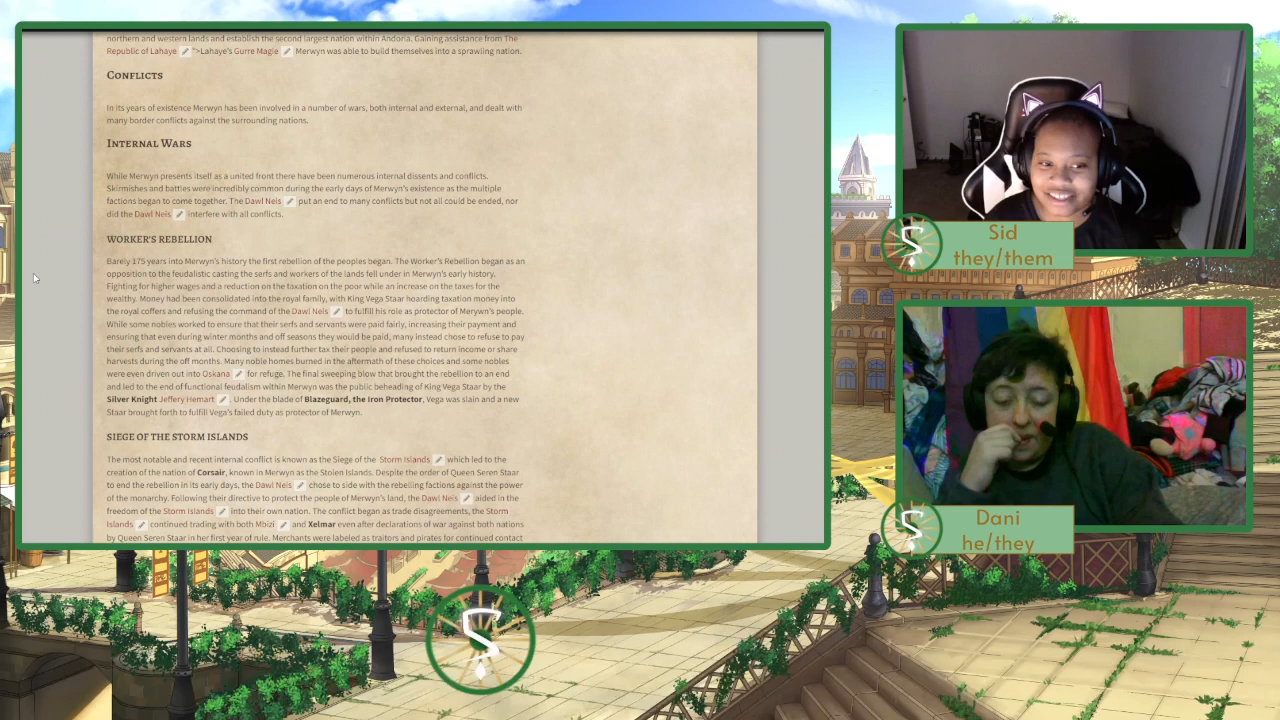 northern and western lands and establish the second largest nation within Andoria. Gaining assistance from The
Republic of Lahaye ">Lahaye's Gurre Magie Merwyn was able to build themselves into a sprawling nation.
Conflicts
In its years of existence Merwyn has been involved in a number of wars, both internal and external, and dealt with
many border conflicts against the surrounding nations.
Internal Wars
While Merwyn presents itself as a united front there have been numerous internal dissents and conflicts.
Skirmishes and battles were incredibly common during the early days of Merwyn's existence as the multiple
factions began to come together. The Dawl Neis put an end to many conflicts but not all could be ended, nor
did the Dawl Neis interfere with all conflicts.
WORKER'S REBELLION
Barely 175 years into Merwyn's history the first rebellion of the peoples began. The Worker's Rebellion began as an
opposition to the feudalistic casting the serfs and workers of the lands fell under in Merwyn's early history.
Fighting for higher wages and a reduction on the taxation on the poor while an increase on the taxes for the
wealthy. Money had been consolidated into the royal family, with King Vega Staar hoarding taxation money into
the royal coffers and refusing the command of the Dawl Neis to fulfill his role as protector of Merwyn's people.
While some nobles worked to ensure that their serfs and servants were paid fairly, increasing their payment and
ensuring that even during winter months and off seasons they would be paid, many instead chose to refuse to pay
their serfs and servants at all. Choosing to instead further tax their people and refused to return income or share
harvests during the off months. Many noble homes burned in the aftermath of these choices and some nobles
were even driven out into Oskana for refuge. The final sweeping blow that brought the rebellion to an end
and led to the end of functional feudalism within Merwyn was the public beheading of King Vega Staar by the
Silver Knight Jeffery Hemart . Under the blade of Blazeguard, the Iron Protector, Vega was slain and a new
Staar brought forth to fulfill Vega's failed duty as protector of Merwyn.
SIEGE OF THE STORM ISLANDS
The most notable and recent internal conflict is known as the Siege of the Storm Islands which led to the
creation of the nation of Corsair, known in Merwyn as the Stolen Islands. Despite the order of Queen Seren Staar
to end the rebellion in its early days, the Dawl Neis chose to side with the rebelling factions against the power
of the monarchy. Following their directive to protect the people of Merwyn's land, the Dawl Neis aided in the
freedom of the Storm Islands into their own nation. The conflict began as trade disagreements, the Storm
Islands continued trading with both Mbizi and Xelmar even after declarations of war against both nations
by Queen Seren Staar in her first year of rule. Merchants were labeled as traitors and pirates for continued contact
Sid
they/them
Dani
he/they